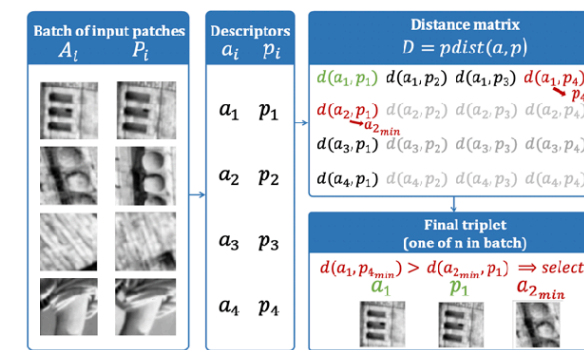 Batch of input patches
A_i P_i
Descriptors
a_i p_i
a_1 p_1
a_2 p_2
a_3 p_3
a_4 p_4
Distance matrix
D = pdist(a, p)
d(a_1, p_1) d(a_1, p_2) d(a_1, p_3) d(a_1, p_4)
d(a_2, p_1) d(a_2, p_2) d(a_2, p_3) d(a_2, p_4)
a_2min
d(a_3, p_1) d(a_3, p_2) d(a_3, p_3) d(a_3, p_4)
d(a_4, p_1) d(a_4, p_2) d(a_4, p_3) d(a_4, p_4)
Final triplet
(one of n in batch)
d(a_1, p_4min) > d(a_2min, p_1) ⇒ select
a_1 p_1 a_2min